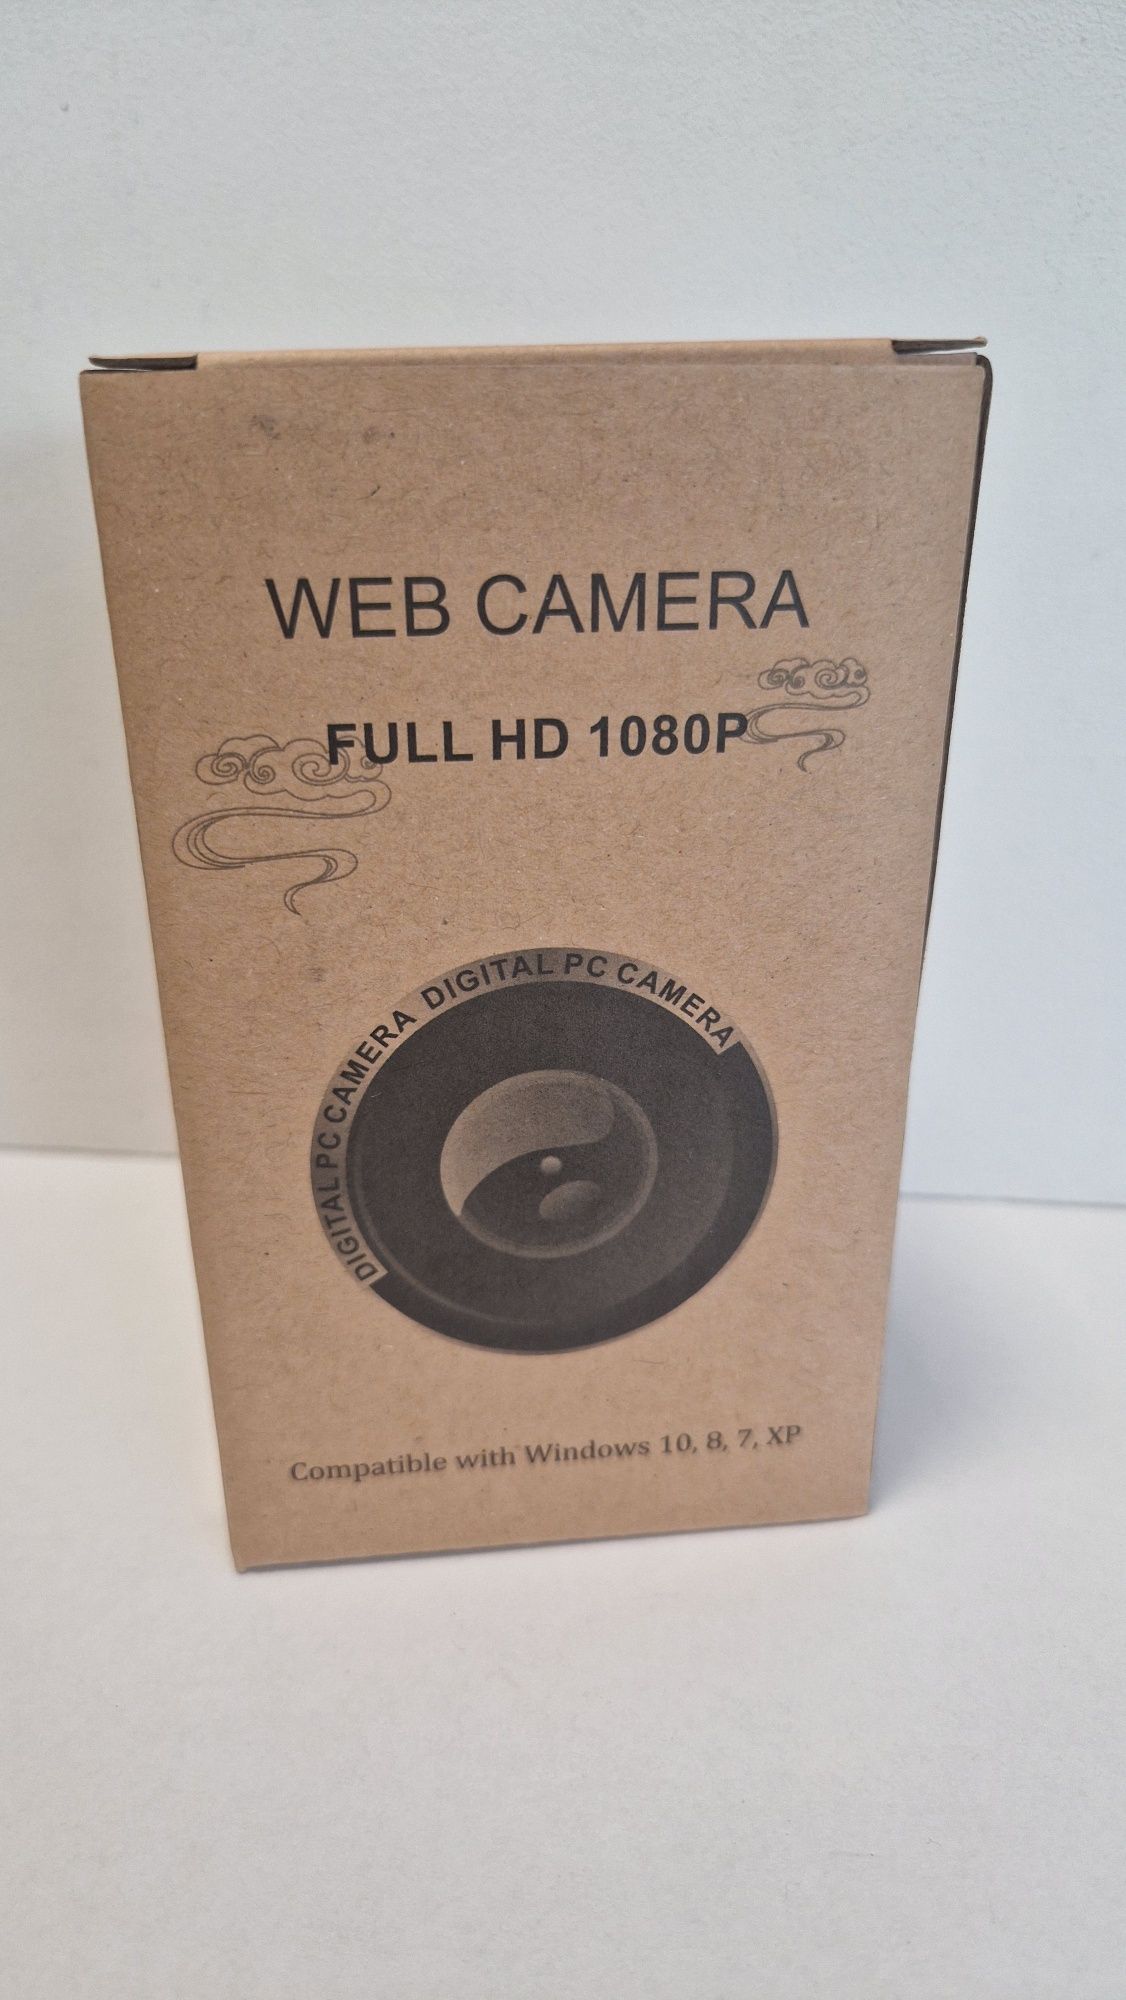 WEB CAMERA
FULL HD 1080P
DIGITAL PC CAMERA DIGITAL PC CAMERA
Compatible with Windows 10, 8, 7, XP